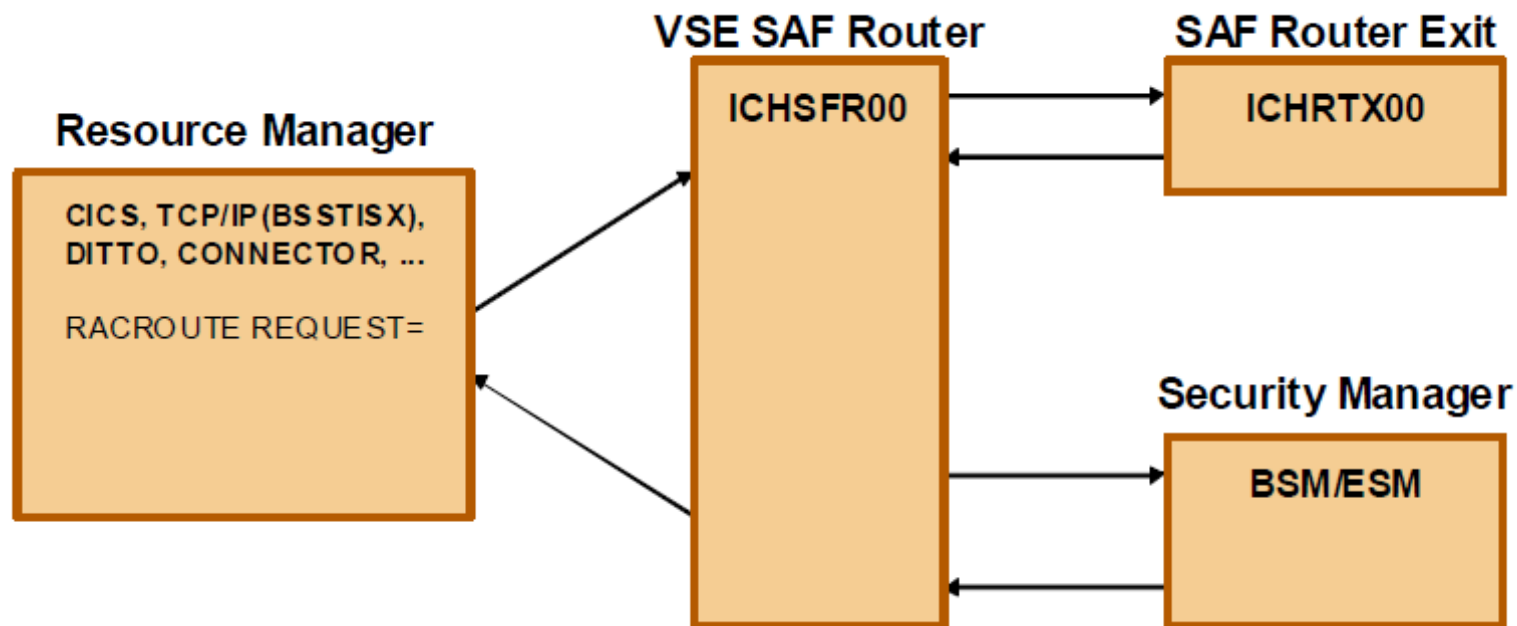 VSE SAF Router
SAF Router Exit
Resource Manager
ICHSFR00
ICHRTX00
CICS, TCP/IP(BSSTISX),
DITTO, CONNECTOR, ...
RACROUTE REQUEST=
Security Manager
BSM/ESM